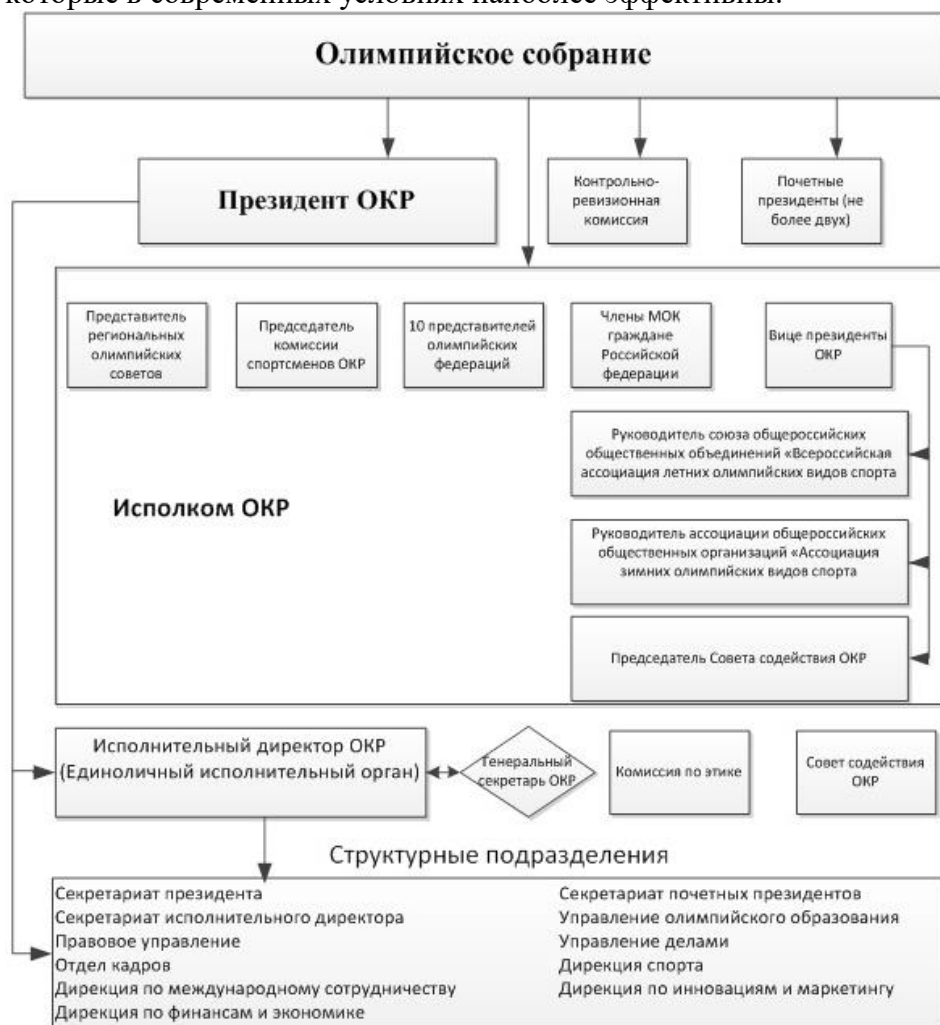 которые в современных условиях наиболее эффективны.
Олимпийское собрание
Президент ОКР
Контрольно-
ревизионная
комиссия
Почетные
президенты (не
более двух)
Представитель
региональных
олимпийских
советов
Председатель
комиссии
спортсменов ОКР
10 представителей
олимпийских
федераций
Члены МОК
граждане
Российской
федерации
Вице президенты
ОКР
Руководитель союза общероссийских
общественных объединений «Всероссийская
ассоциация летних олимпийских видов спорта
Исполком ОКР
Руководитель ассоциации общероссийских
общественных организаций «Ассоциация
зимних олимпийских видов спорта
Председатель Совета содействия ОКР
Исполнительный директор ОКР
(Единоличный исполнительный орган)
Генеральный
секретарь ОКР
Комиссия по этике
Совет содействия
ОКР
Структурные подразделения
Секретариат президента
Секретариат исполнительного директора
Правовое управление
Отдел кадров
Дирекция по международному сотрудничеству
Дирекция по финансам и экономике
Секретариат почетных президентов
Управление олимпийского образования
Управление делами
Дирекция спорта
Дирекция по инновациям и маркетингу